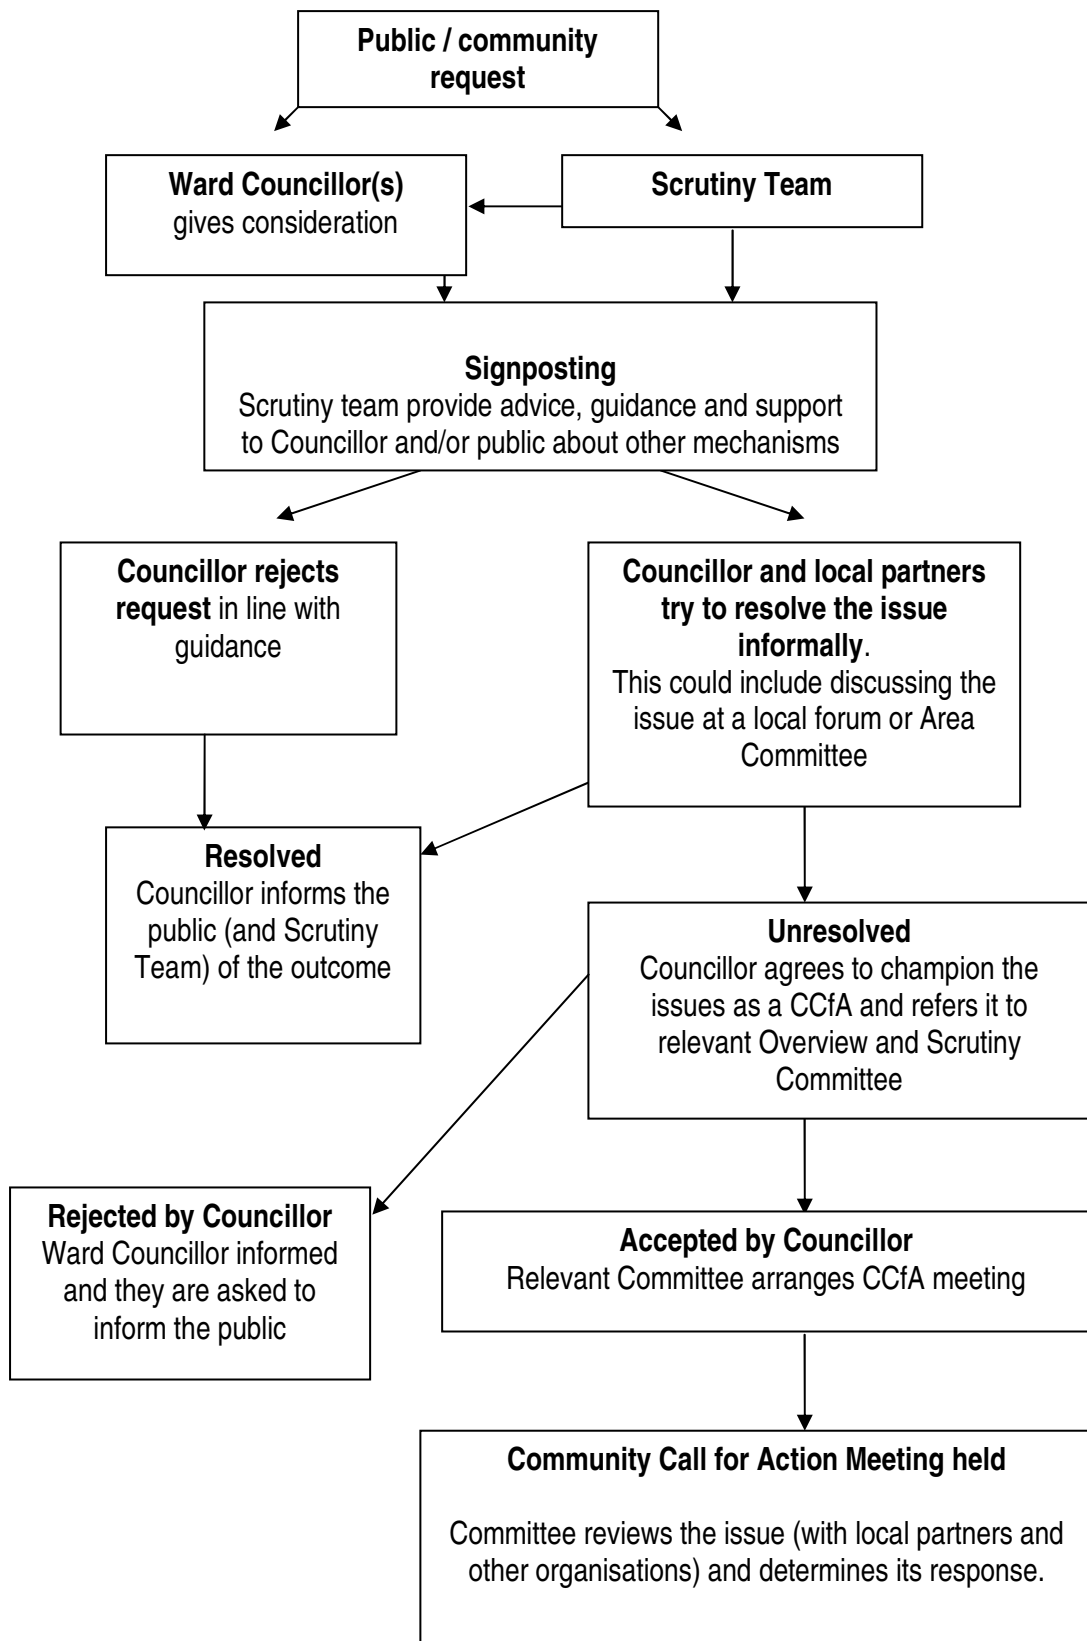 Public / community
request
Ward Councillor(s)
gives consideration
Scrutiny Team
Signposting
Scrutiny team provide advice, guidance and support
to Councillor and/or public about other mechanisms
Councillor rejects
request in line with
guidance
Councillor and local partners
try to resolve the issue
informally.
This could include discussing the
issue at a local forum or Area
Committee
Resolved
Councillor informs the
public (and Scrutiny
Team) of the outcome
Unresolved
Councillor agrees to champion the
issues as a CCfA and refers it to
relevant Overview and Scrutiny
Committee
Rejected by Councillor
Ward Councillor informed
and they are asked to
inform the public
Accepted by Councillor
Relevant Committee arranges CCfA meeting
Community Call for Action Meeting held
Committee reviews the issue (with local partners and
other organisations) and determines its response.